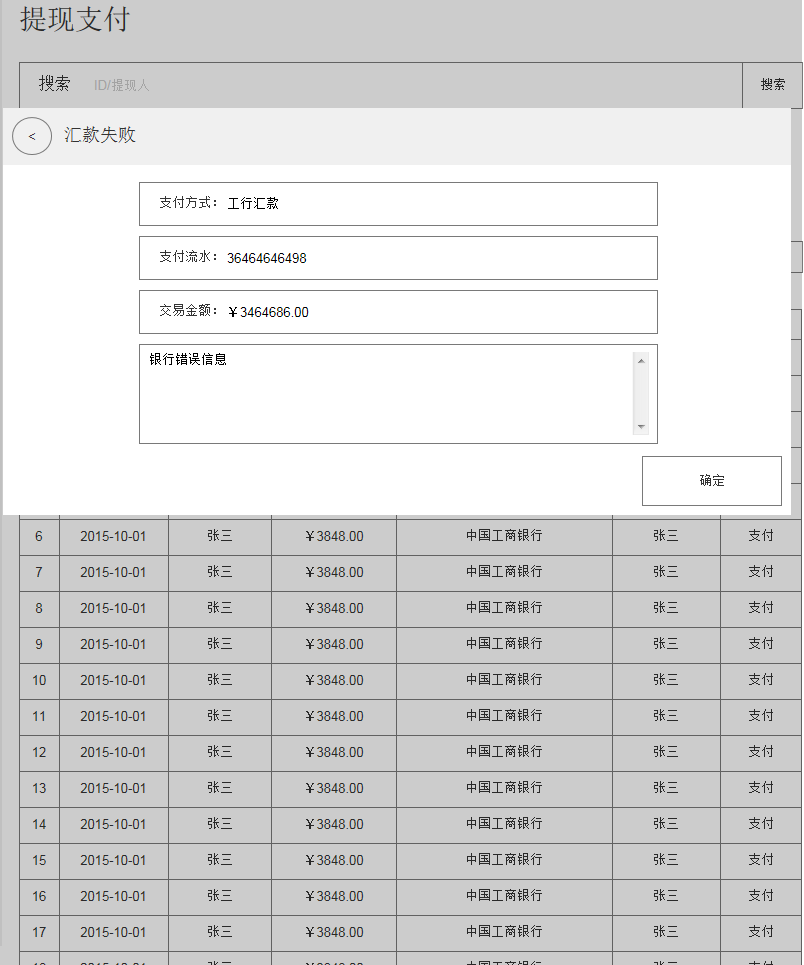 提现支付
搜索 ID/提现人 搜索
< 汇款失败
支付方式： 工行汇款
支付流水： 36464646498
交易金额： ￥3464686.00
银行错误信息
确定
6 2015-10-01 张三 ￥3848.00 中国工商银行 张三 支付
7 2015-10-01 张三 ￥3848.00 中国工商银行 张三 支付
8 2015-10-01 张三 ￥3848.00 中国工商银行 张三 支付
9 2015-10-01 张三 ￥3848.00 中国工商银行 张三 支付
10 2015-10-01 张三 ￥3848.00 中国工商银行 张三 支付
11 2015-10-01 张三 ￥3848.00 中国工商银行 张三 支付
12 2015-10-01 张三 ￥3848.00 中国工商银行 张三 支付
13 2015-10-01 张三 ￥3848.00 中国工商银行 张三 支付
14 2015-10-01 张三 ￥3848.00 中国工商银行 张三 支付
15 2015-10-01 张三 ￥3848.00 中国工商银行 张三 支付
16 2015-10-01 张三 ￥3848.00 中国工商银行 张三 支付
17 2015-10-01 张三 ￥3848.00 中国工商银行 张三 支付